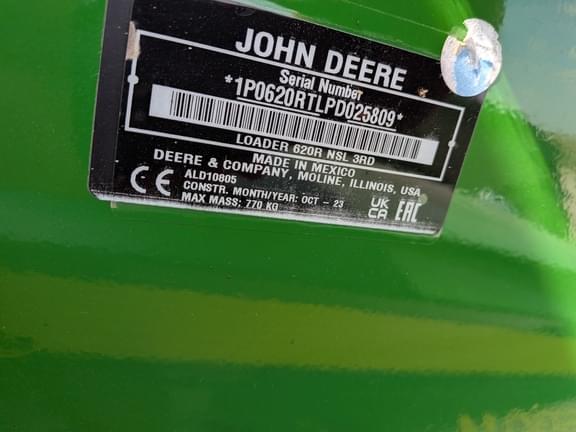 JOHN DEERE
Serial Number
*1P0620RTLPD025809*
LOADER 620R NSL 3RD
MADE IN MEXICO
DEERE & COMPANY, MOLINE, ILLINOIS, USA
ALD10805
CONSTR. MONTH/YEAR: OCT - 23
MAX MASS: 770 KG
CE
UK
CA
EAC